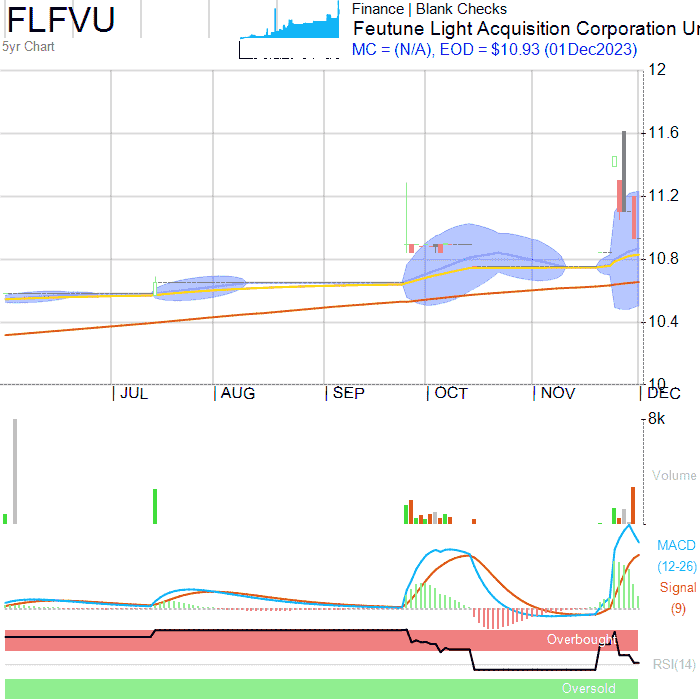 FLFVU
5yr Chart
Finance | Blank Checks
Feutune Light Acquisition Corporation Un
MC = (N/A), EOD = $10.93 (01Dec2023)
12
11.6
11.2
10.8
10.4
10
JUL AUG SEP OCT NOV DEC
8k
Volume
MACD
(12-26)
Signal
(9)
Overbought
RSI(14)
Oversold